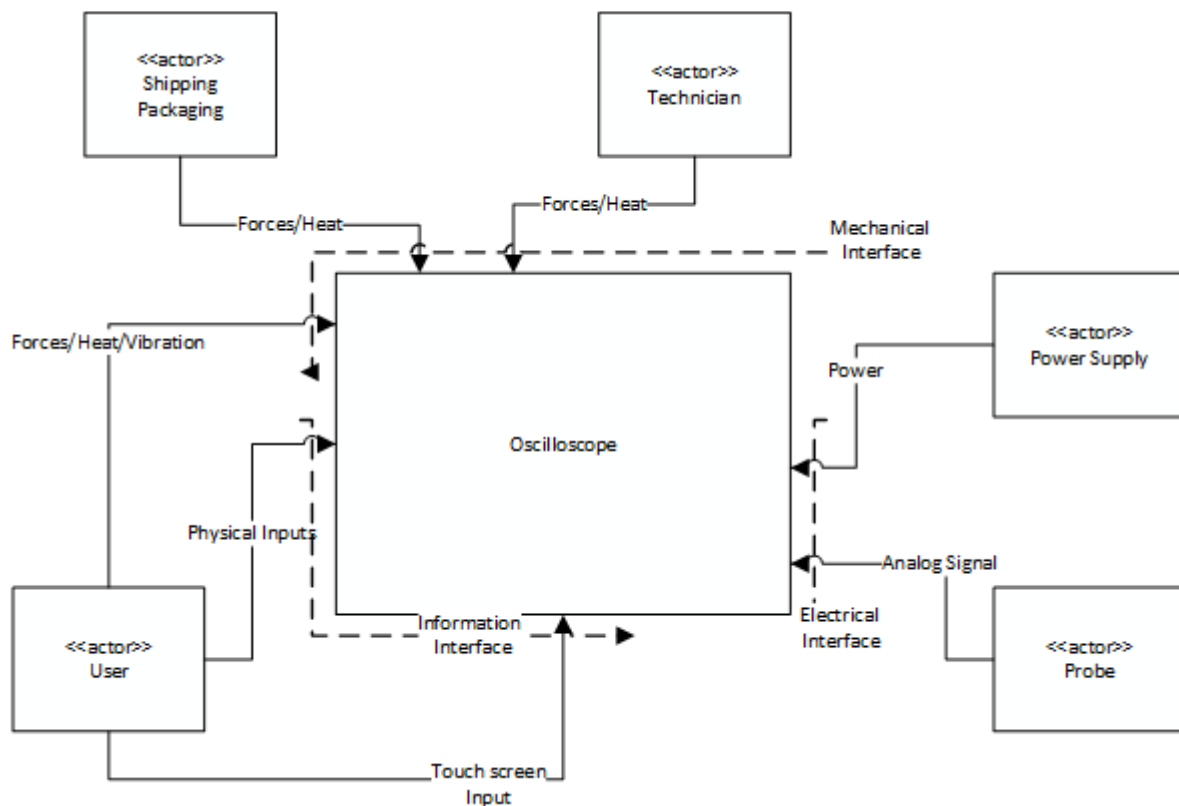 <<actor>>
Shipping
Packaging
<<actor>>
Technician
Forces/Heat
Forces/Heat
Mechanical
Interface
Forces/Heat/Vibration
<<actor>>
Power Supply
Power
Oscilloscope
Physical Inputs
Analog Signal
Information
Interface
Electrical
Interface
<<actor>>
User
<<actor>>
Probe
Touch screen
Input